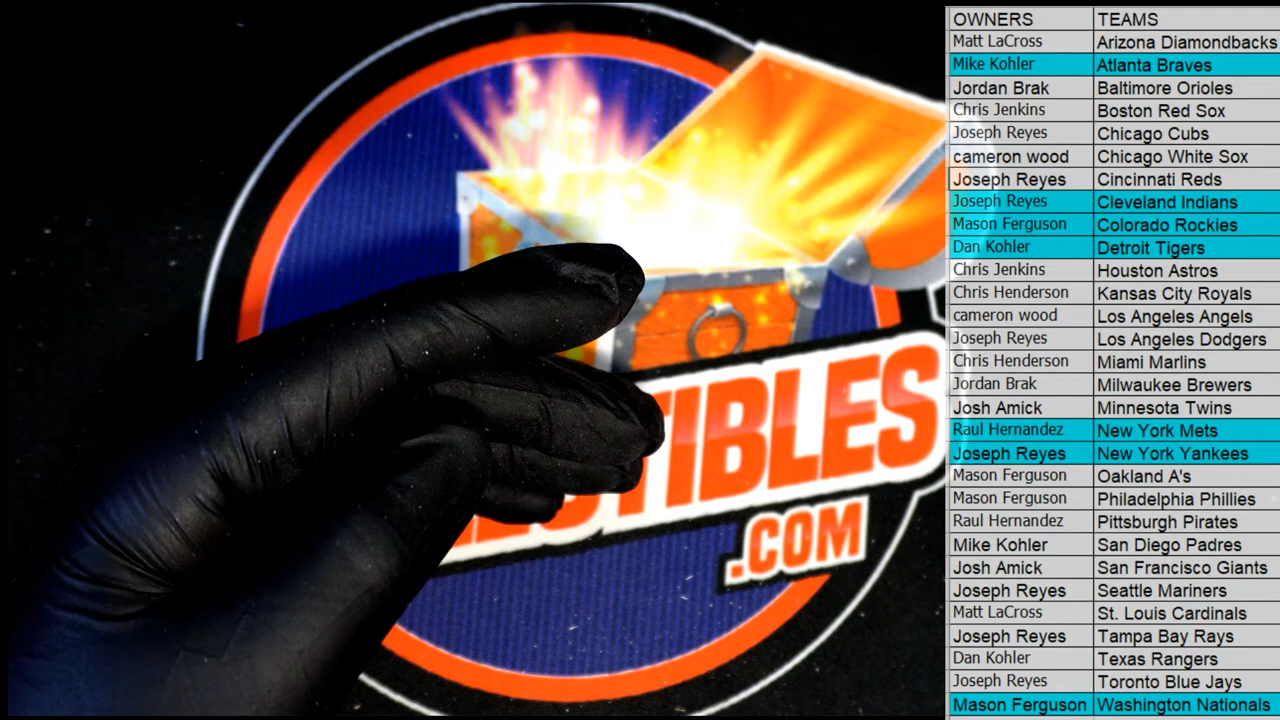 TIBLES
.COM
OWNERS TEAMS
Matt LaCross Arizona Diamondbacks
Mike Kohler Atlanta Braves
Jordan Brak Baltimore Orioles
Chris Jenkins Boston Red Sox
Joseph Reyes Chicago Cubs
cameron wood Chicago White Sox
Joseph Reyes Cincinnati Reds
Joseph Reyes Cleveland Indians
Mason Ferguson Colorado Rockies
Dan Kohler Detroit Tigers
Chris Jenkins Houston Astros
Chris Henderson Kansas City Royals
cameron wood Los Angeles Angels
Joseph Reyes Los Angeles Dodgers
Chris Henderson Miami Marlins
Jordan Brak Milwaukee Brewers
Josh Amick Minnesota Twins
Raul Hernandez New York Mets
Joseph Reyes New York Yankees
Mason Ferguson Oakland A's
Mason Ferguson Philadelphia Phillies
Raul Hernandez Pittsburgh Pirates
Mike Kohler San Diego Padres
Josh Amick San Francisco Giants
Joseph Reyes Seattle Mariners
Matt LaCross St. Louis Cardinals
Joseph Reyes Tampa Bay Rays
Dan Kohler Texas Rangers
Joseph Reyes Toronto Blue Jays
Mason Ferguson Washington Nationals